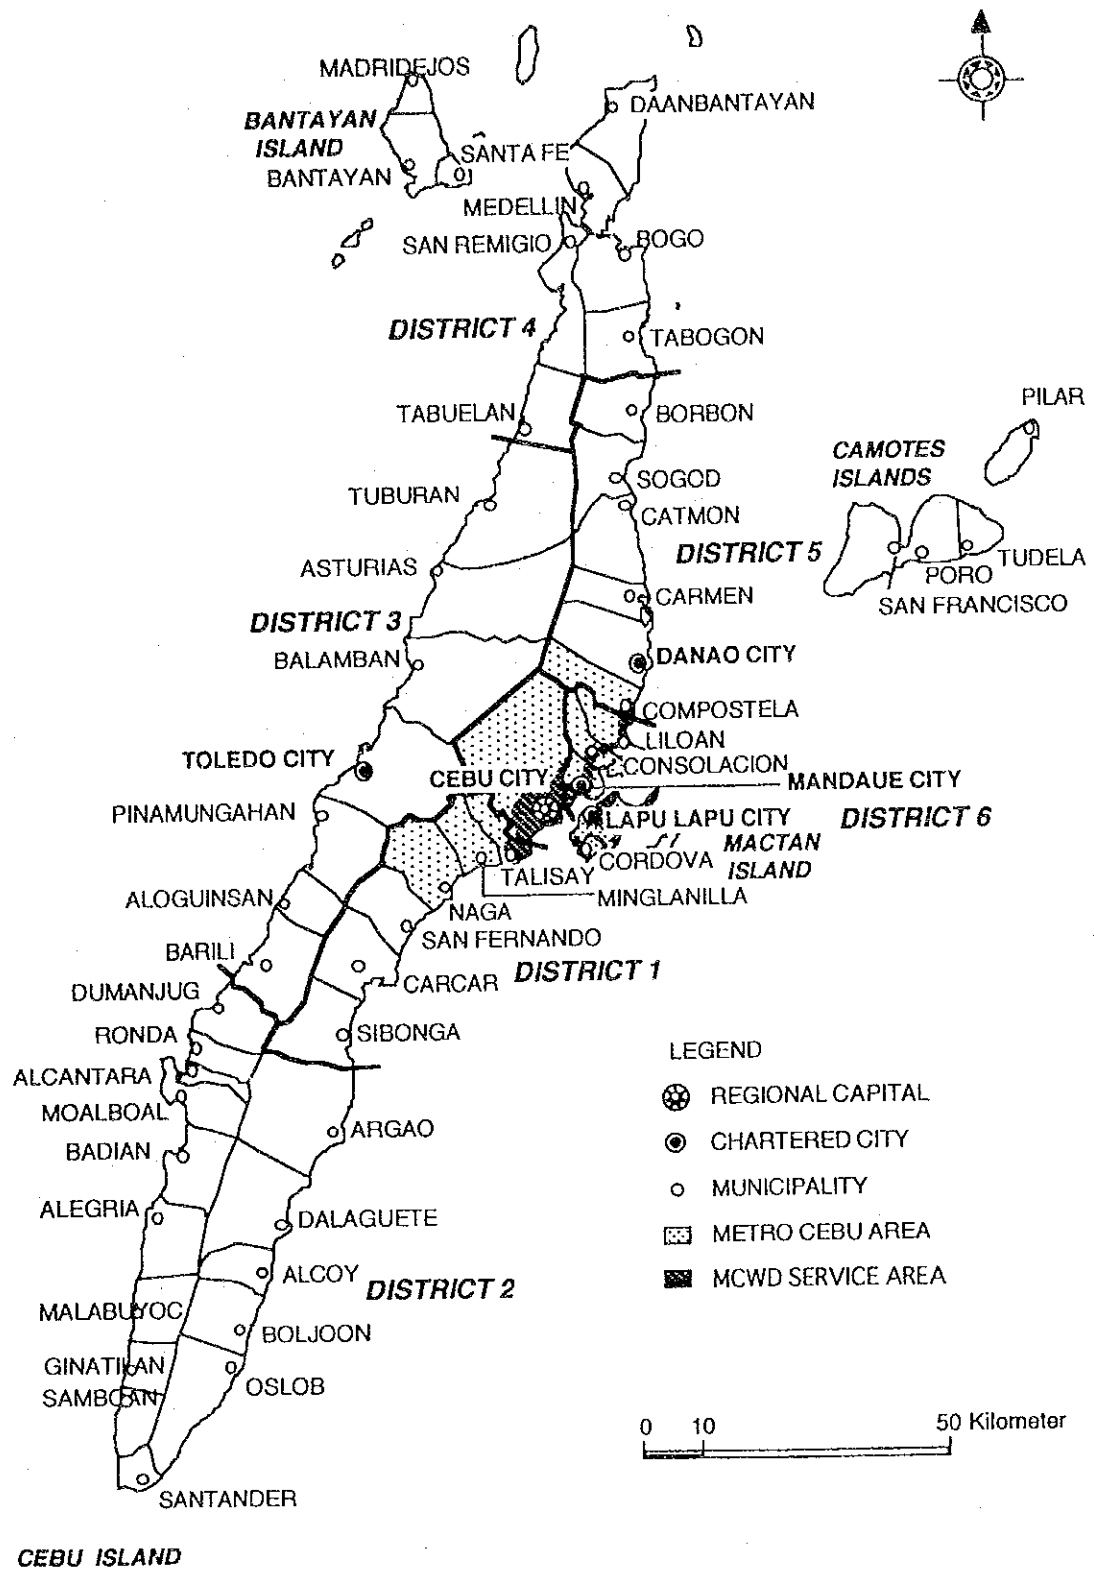 MADRIDEJOS
DAANBANTAYAN
BANTAYAN
ISLAND
SANTA FE
BANTAYAN
MEDELLIN
SAN REMIGIO
BOGO
DISTRICT 4
TABOGON
PILAR
TABUELAN
BORBON
CAMOTES
ISLANDS
SOGOD
TUBURAN
CATMON
DISTRICT 5
TUDELA
ASTURIAS
PORO
CARMEN
SAN FRANCISCO
DISTRICT 3
BALAMBAN
DANAO CITY
COMPOSTELA
LILOAN
TOLEDO CITY
CONSOLACION
CEBU CITY
MANDAUE CITY
PINAMUNGAHAN
LAPU LAPU CITY
DISTRICT 6
MACTAN
ISLAND
CORDOVA
TALISAY
ALOGUINSAN
MINGLANILLA
NAGA
SAN FERNANDO
BARILI
DISTRICT 1
CARCAR
DUMANJUG
RONDA
SIBONGA
LEGEND
ALCANTARA
REGIONAL CAPITAL
MOALBOAL
ARGAO
CHARTERED CITY
BADIAN
MUNICIPALITY
ALEGRIA
DALAGUETE
METRO CEBU AREA
ALCOY
MCWD SERVICE AREA
DISTRICT 2
MALABUYOC
BOLJOON
GINATILAN
OSLOB
SAMBOAN
0 10 50 Kilometer
SANTANDER
CEBU ISLAND